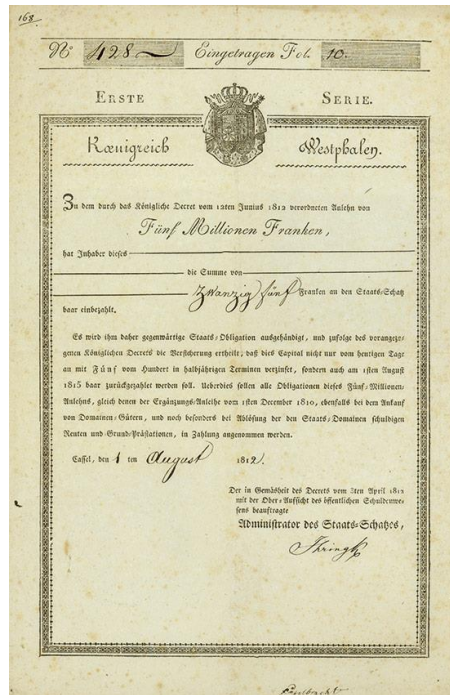 168.
No 428 Eingetragen Fol. 10.
ERSTE SERIE.
Kœnigreich Westphalen.
Zu dem durch das Königliche Decret vom 12ten Junius 1812 verordneten Anlehn von
Fünf Millionen Franken,
hat Inhaber dieses
die Summe von
Zwanzig fünf Franken an den Staats-Schatz
baar einbezahlt.
Es wird ihm daher gegenwärtige Staats-Obligation ausgehändigt, und zufolge des vorangezo-
genen Königlichen Decrets die Versicherung ertheilt, daß dies Capital nicht nur vom heutigen Tage
an mit Fünf vom Hundert in halbjährigen Terminen verzinset, sondern auch am 1sten August
1815 baar zurückgezahlet werden soll. Ueberdies sollen alle Obligationen dieses Fünf-Millionen-
Anlehns, gleich denen der Ergänzungs-Anleihe vom 1sten December 1810, ebenfalls bei dem Ankauf
von Domainen-Gütern, und noch besonders bei Ablösung der den Staats-Domainen schuldigen
Renten und Grund-Prästationen, in Zahlung angenommen werden.
Cassel, den 1 ten August 1812.
Der in Gemäsheit des Decrets vom 3ten April 1812
mit der Ober-Aufsicht des öffentlichen Schuldenwe-
sens beauftragte
Administrator des Staats-Schatzes,